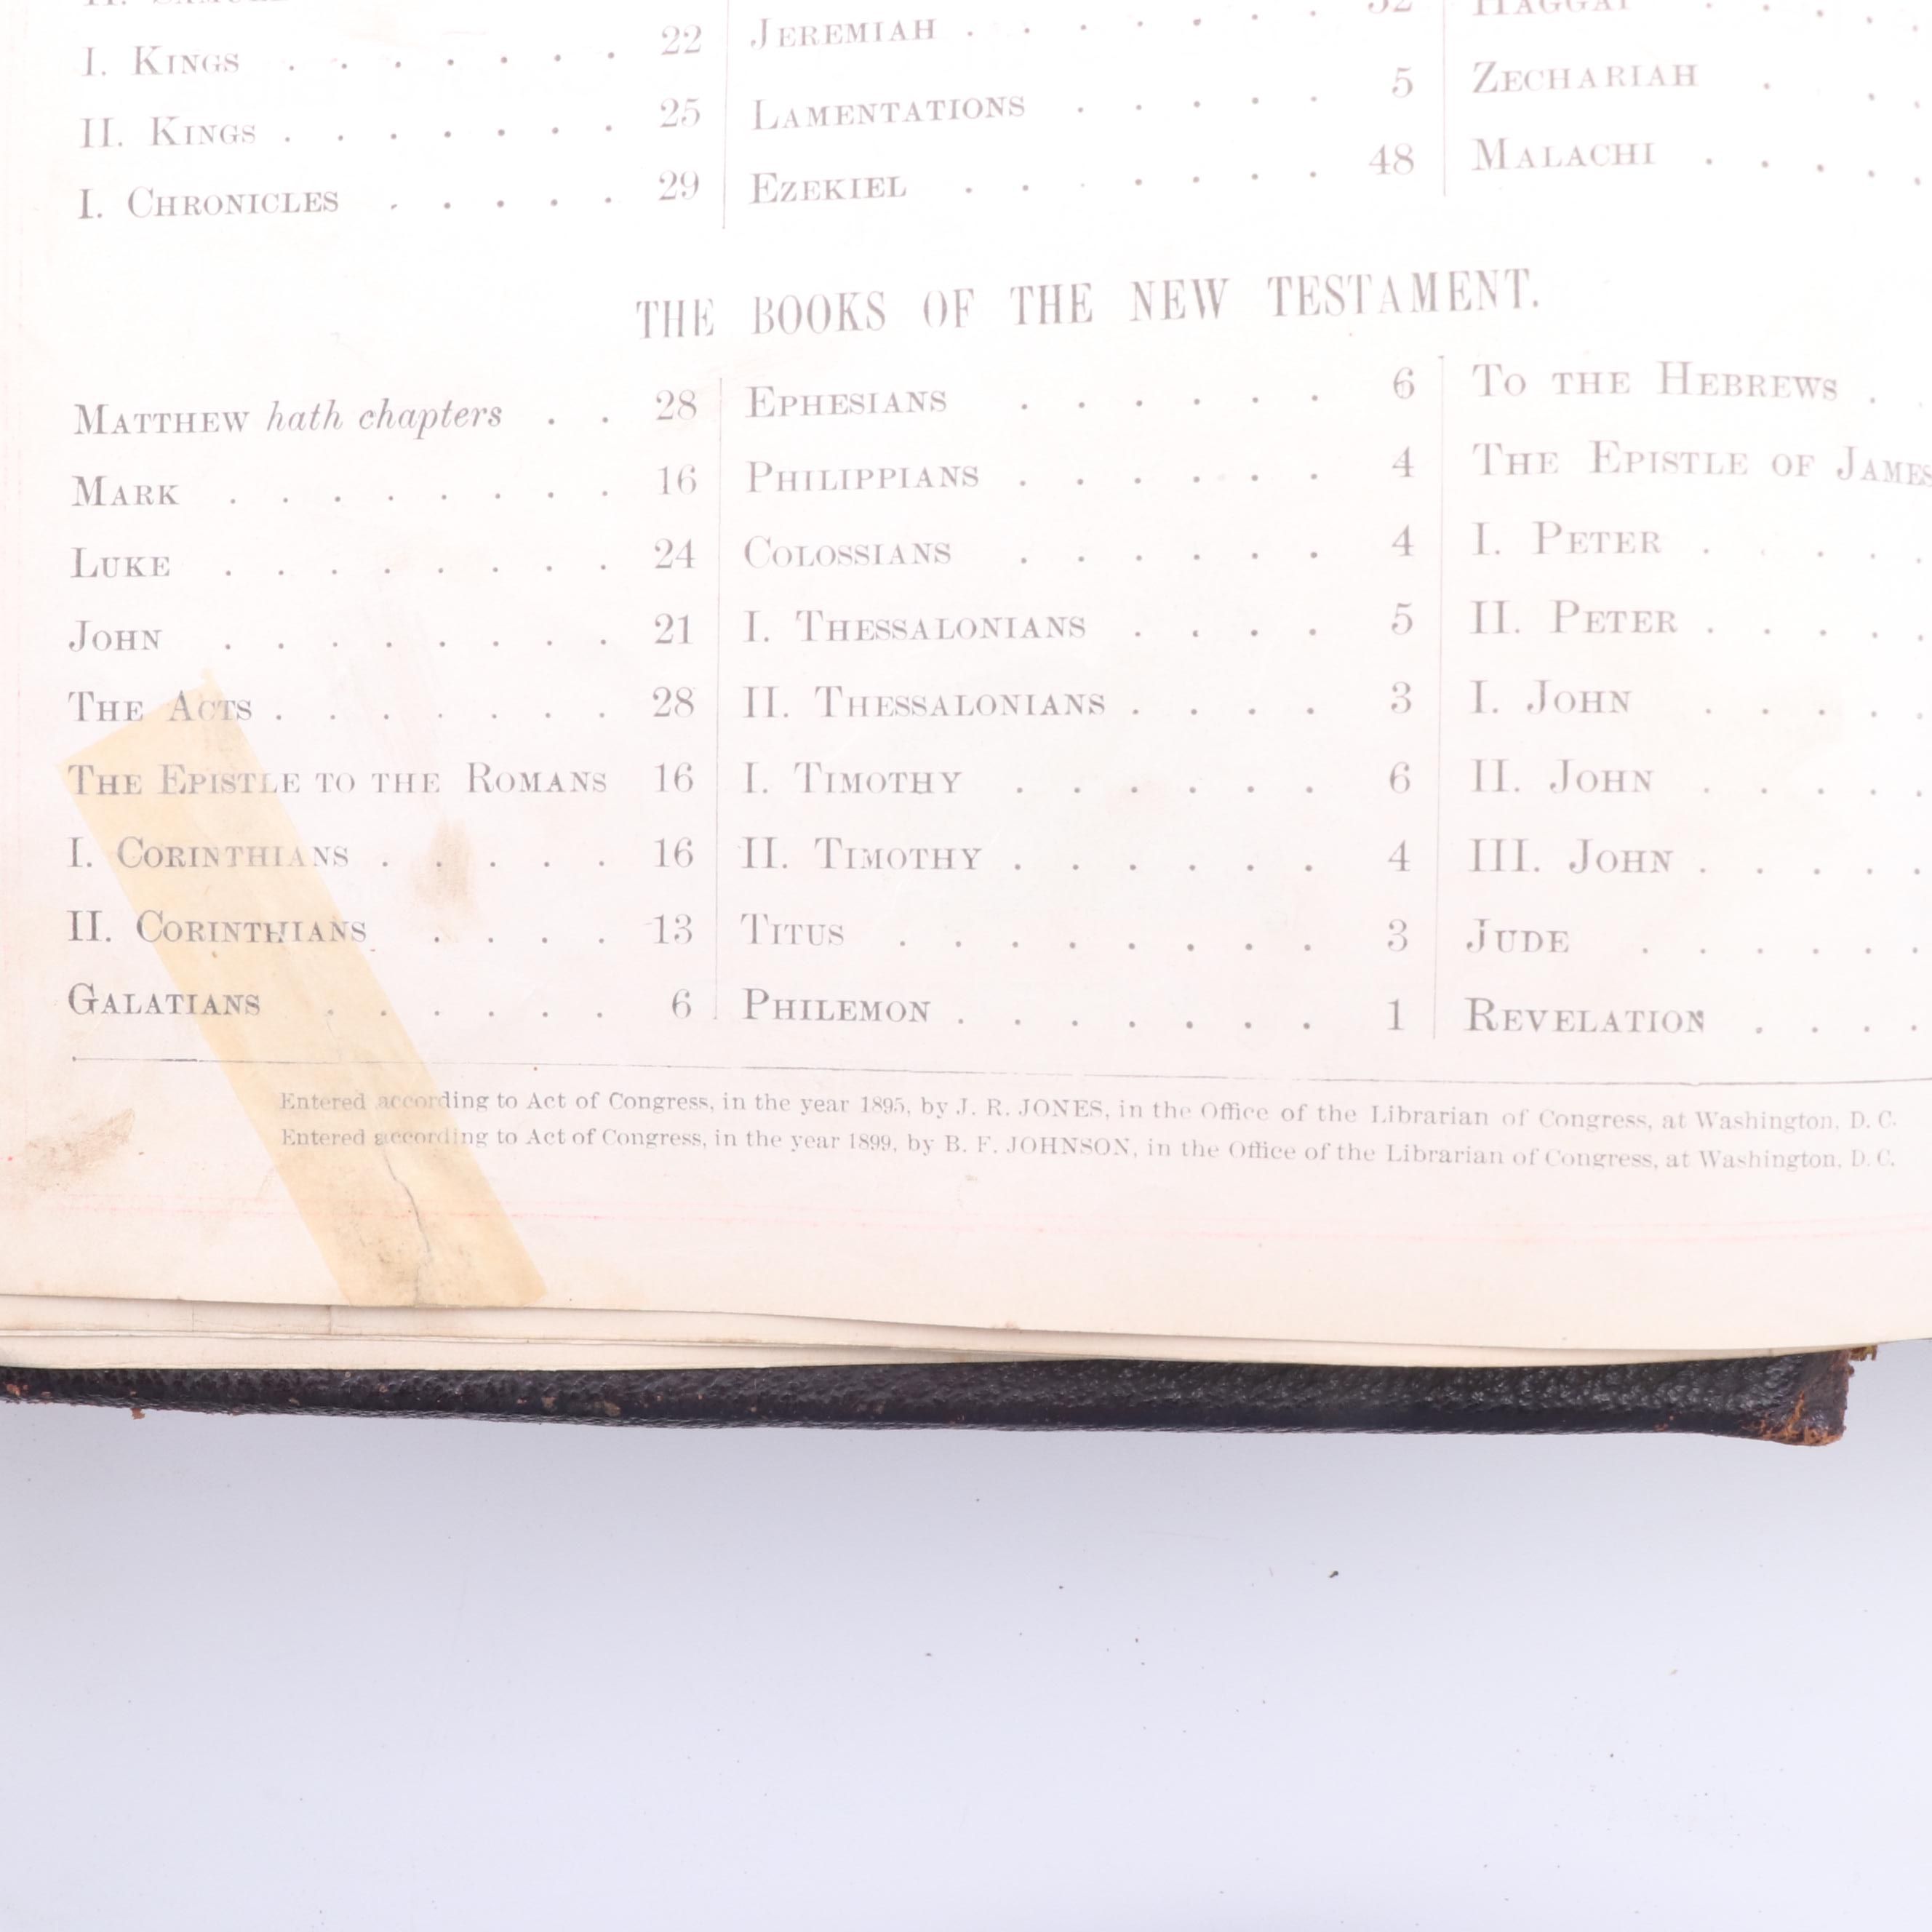 I. KINGS . . . . . . . 22
II. KINGS . . . . . . . 25
I. CHRONICLES . . . . . 29
JEREMIAH . . . . . . . 52
LAMENTATIONS . . . . . 5
EZEKIEL . . . . . . . 48
HAGGAI . . . .
ZECHARIAH . . .
MALACHI . . . .
THE BOOKS OF THE NEW TESTAMENT.
MATTHEW hath chapters . . 28
MARK . . . . . . . . 16
LUKE . . . . . . . . 24
JOHN . . . . . . . . 21
THE ACTS . . . . . . . 28
THE EPISTLE TO THE ROMANS 16
I. CORINTHIANS . . . . . 16
II. CORINTHIANS . . . . 13
GALATIANS . . . . . . 6
EPHESIANS . . . . . . 6
PHILIPPIANS . . . . . . 4
COLOSSIANS . . . . . . 4
I. THESSALONIANS . . . . 5
II. THESSALONIANS . . . . 3
I. TIMOTHY . . . . . . 6
II. TIMOTHY . . . . . . 4
TITUS . . . . . . . . 3
PHILEMON . . . . . . . 1
TO THE HEBREWS . .
THE EPISTLE OF JAMES
I. PETER . . . . .
II. PETER . . . . .
I. JOHN . . . . .
II. JOHN . . . . .
III. JOHN . . . . .
JUDE . . . . . .
REVELATION . . . .
Entered according to Act of Congress, in the year 1895, by J. R. JONES, in the Office of the Librarian of Congress, at Washington, D. C.
Entered according to Act of Congress, in the year 1899, by B. F. JOHNSON, in the Office of the Librarian of Congress, at Washington, D. C.